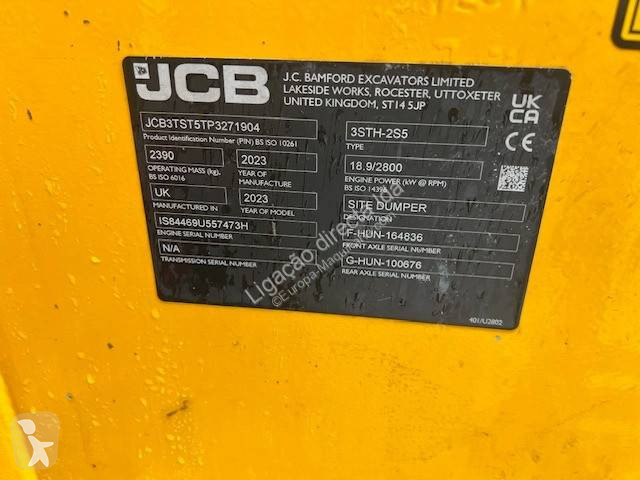 JCB
J.C. BAMFORD EXCAVATORS LIMITED
LAKESIDE WORKS, ROCESTER, UTTOXETER
UNITED KINGDOM, ST14 5JP
UK
CA
CE
JCB3TST5TP3271904
Product Identification Number (PIN) BS ISO 10261
2390
OPERATING MASS (kg),
BS ISO 6016
2023
YEAR OF
MANUFACTURE
UK
MANUFACTURED IN
2023
YEAR OF MODEL
IS84469U557473H
ENGINE SERIAL NUMBER
N/A
TRANSMISSION SERIAL NUMBER
3STH-2S5
TYPE
18.9/2800
ENGINE POWER (kW @ RPM)
BS ISO 14396
SITE DUMPER
DESIGNATION
F-HUN-164836
FRONT AXLE SERIAL NUMBER
G-HUN-100676
REAR AXLE SERIAL NUMBER
401/U2802
Ligação direct Lda